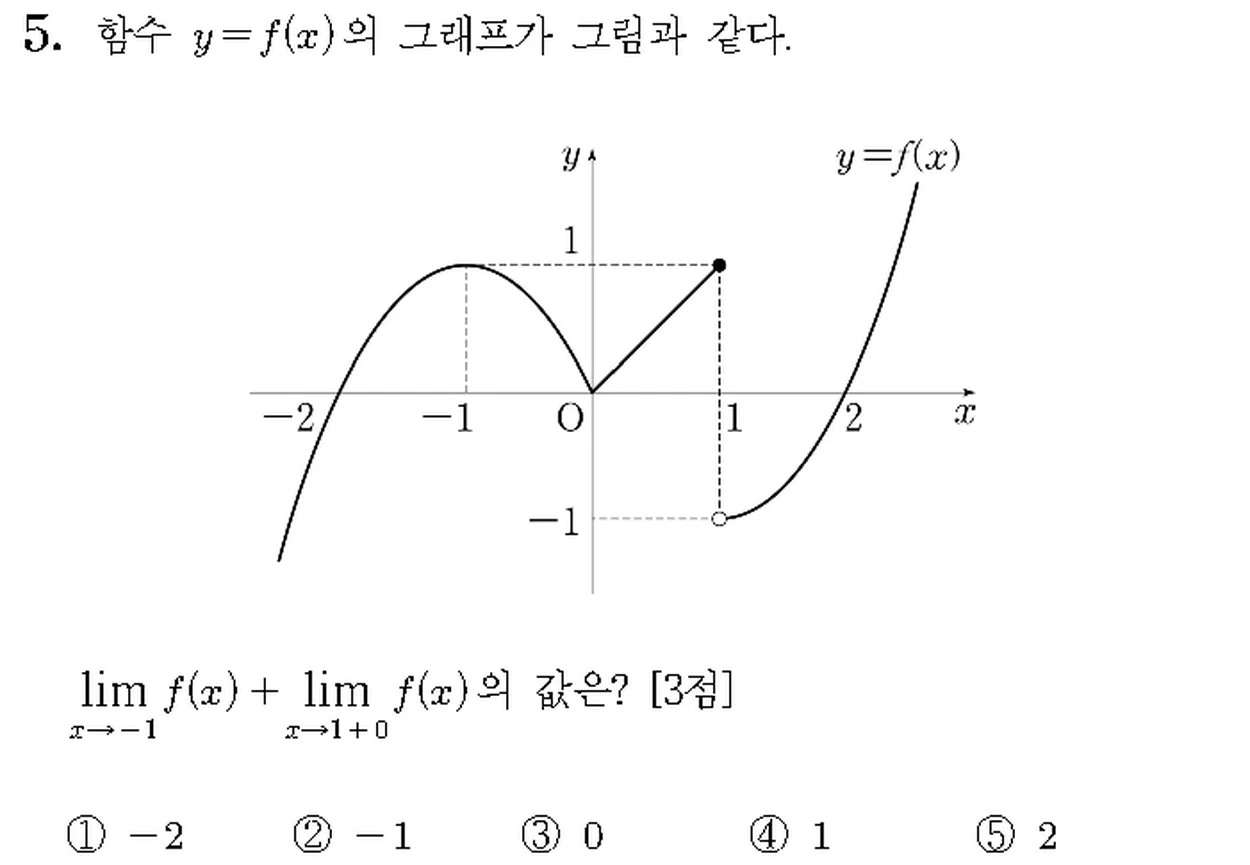 5. 함수 y=f(x)의 그래프가 그림과 같다.
y
y=f(x)
1
-2
-1
O
1
2
x
-1
lim f(x)+ lim f(x)의 값은? [3점]
x→-1 x→1+0
① -2 ② -1 ③ 0 ④ 1 ⑤ 2